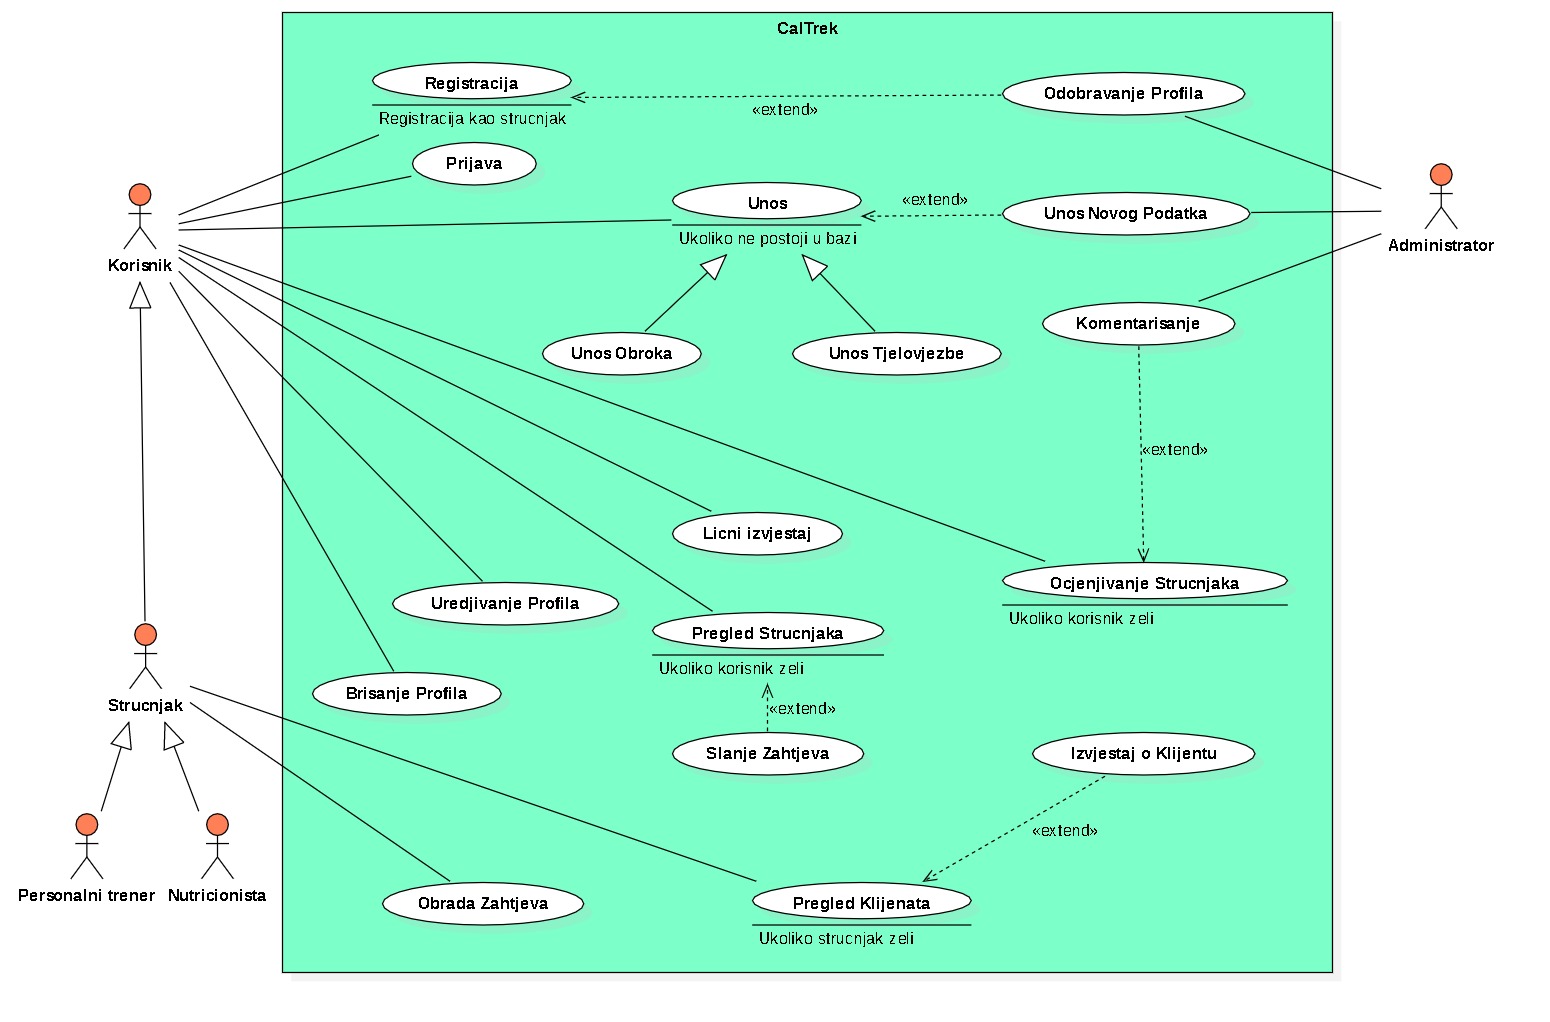 CalTrek
Registracija
Registracija kao strucnjak
«extend»
Odobravanje Profila
Prijava
Unos
Ukoliko ne postoji u bazi
«extend»
Unos Novog Podatka
Korisnik
Administrator
Komentarisanje
Unos Obroka
Unos Tjelovjezbe
«extend»
Licni izvjestaj
Ocjenjivanje Strucnjaka
Ukoliko korisnik zeli
Uredjivanje Profila
Pregled Strucnjaka
Ukoliko korisnik zeli
Brisanje Profila
Strucnjak
«extend»
Slanje Zahtjeva
Izvjestaj o Klijentu
«extend»
Personalni trener
Nutricionista
Obrada Zahtjeva
Pregled Klijenata
Ukoliko strucnjak zeli